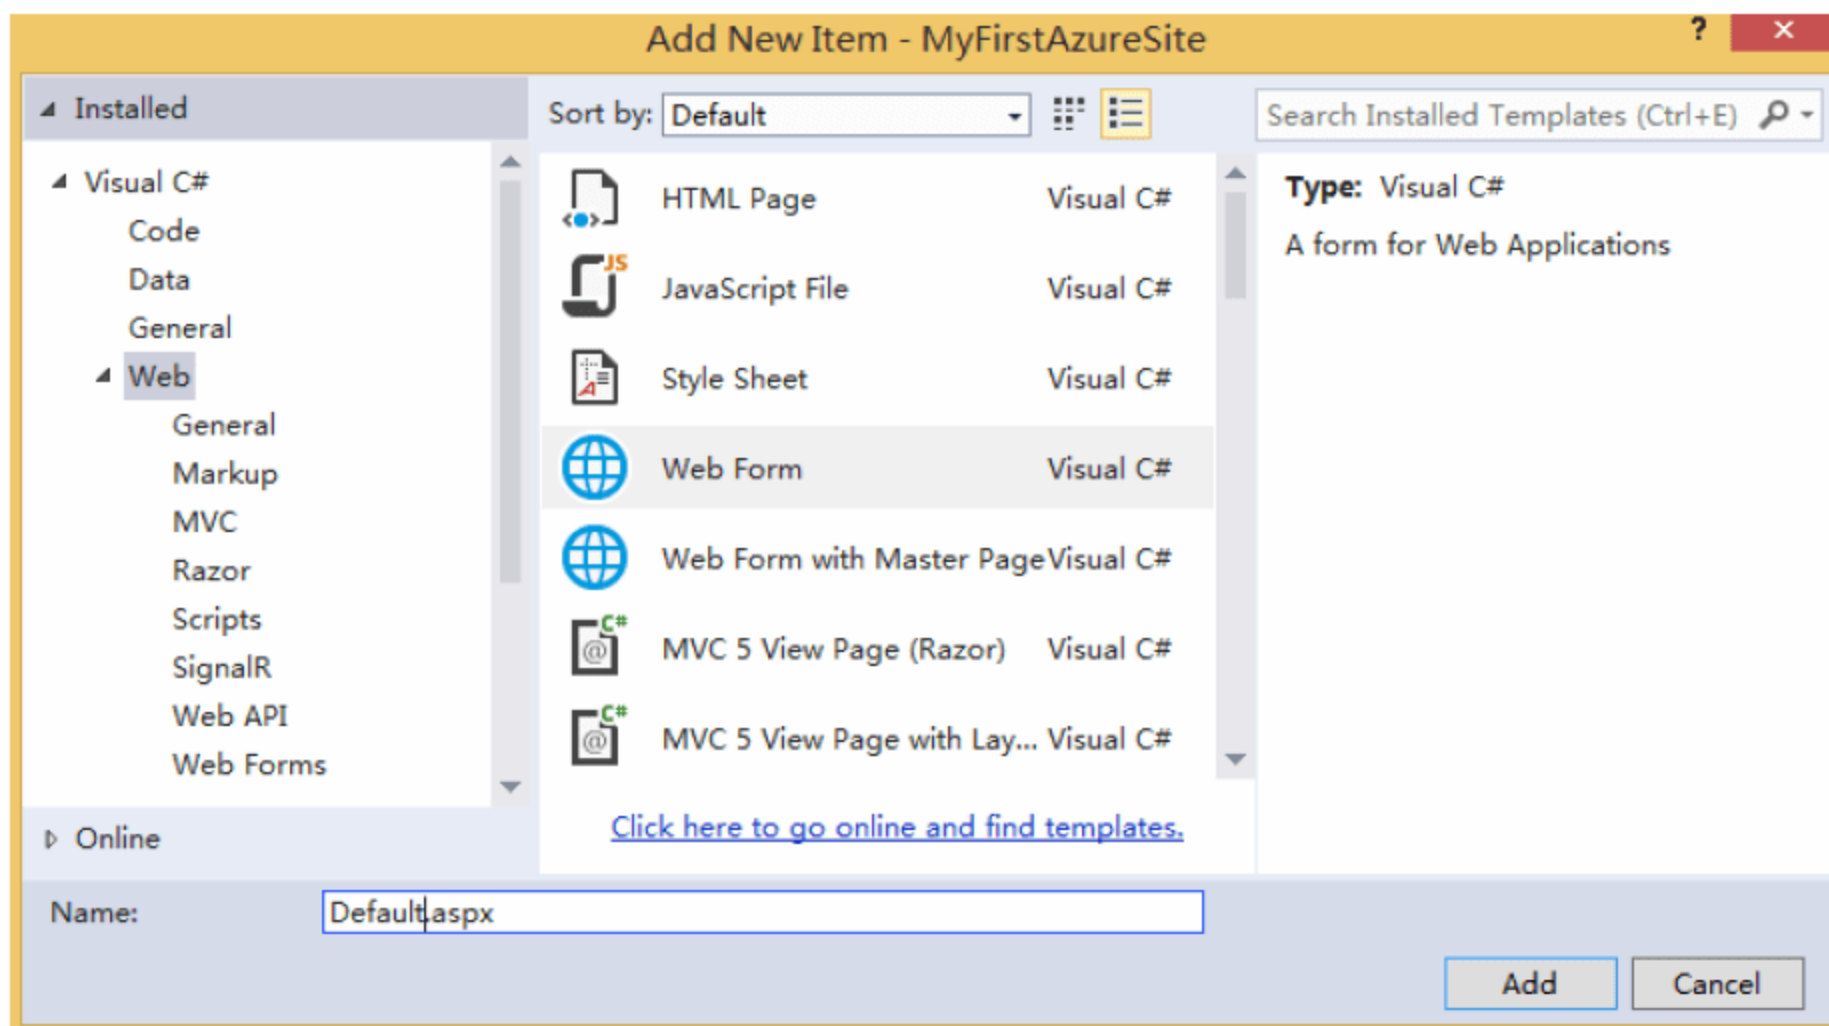 Add New Item - MyFirstAzureSite
?
Installed
Sort by: Default
Search Installed Templates (Ctrl+E)
Visual C#
Code
Data
General
Web
General
Markup
MVC
Razor
Scripts
SignalR
Web API
Web Forms
Online
HTML Page Visual C#
JS
JavaScript File Visual C#
A
Style Sheet Visual C#
Web Form Visual C#
Web Form with Master Page Visual C#
C#
@
MVC 5 View Page (Razor) Visual C#
C#
@
MVC 5 View Page with Lay... Visual C#
Click here to go online and find templates.
Type: Visual C#
A form for Web Applications
Name: Default.aspx
Add Cancel